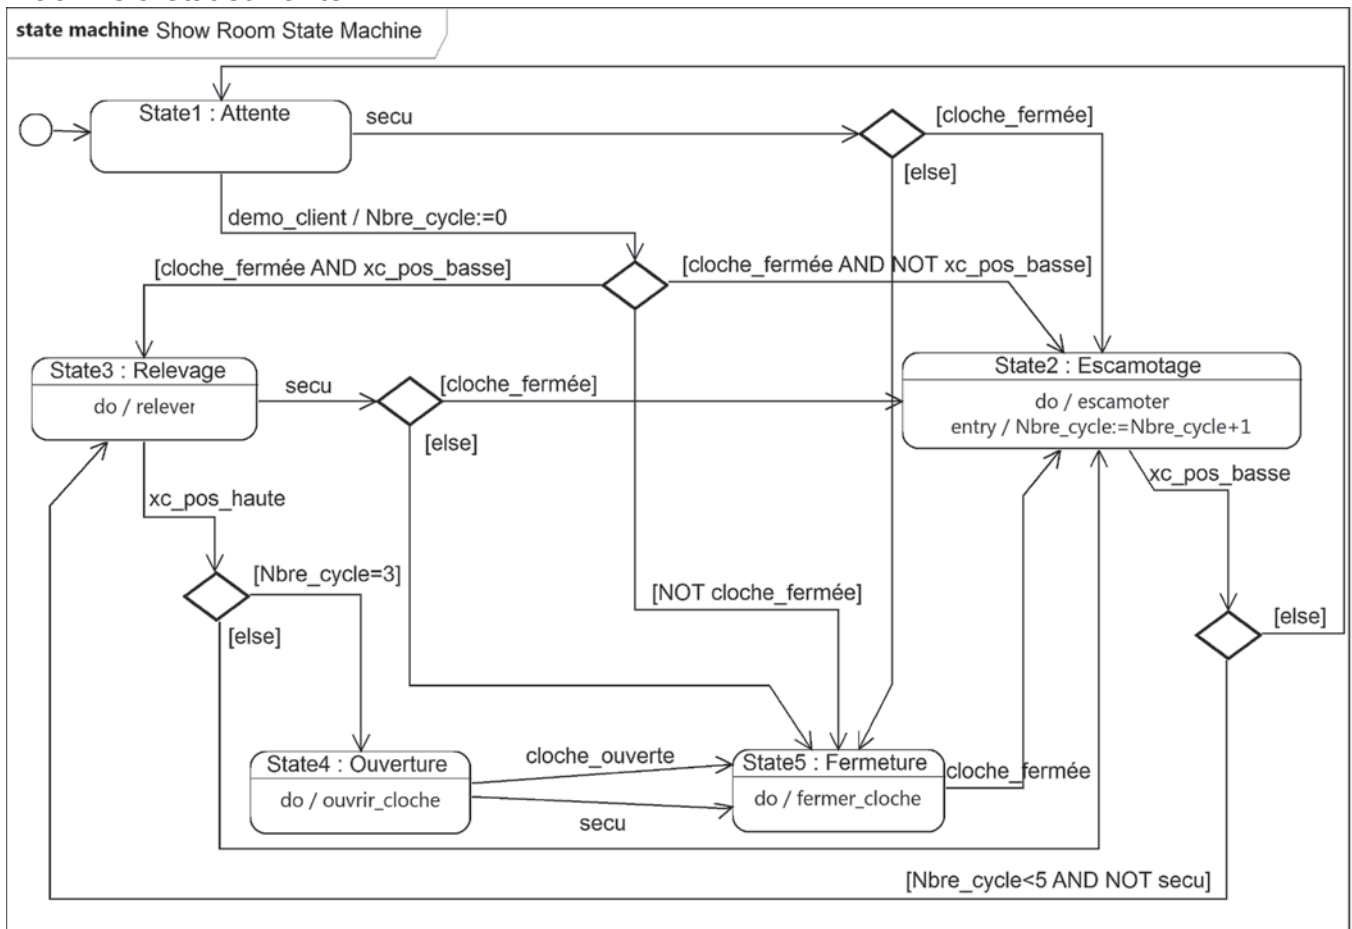 state machine Show Room State Machine
State1 : Attente
secu
[cloche_fermée]
[else]
demo_client / Nbre_cycle:=0
[cloche_fermée AND xc_pos_basse]
[cloche_fermée AND NOT xc_pos_basse]
State3 : Relevage
do / relever
secu
[cloche_fermée]
[else]
State2 : Escamotage
do / escamoter
entry / Nbre_cycle:=Nbre_cycle+1
xc_pos_basse
xc_pos_haute
[Nbre_cycle=3]
[else]
[NOT cloche_fermée]
[else]
State4 : Ouverture
do / ouvrir_cloche
cloche_ouverte
secu
State5 : Fermeture
do / fermer_cloche
cloche_fermée
[Nbre_cycle<5 AND NOT secu]